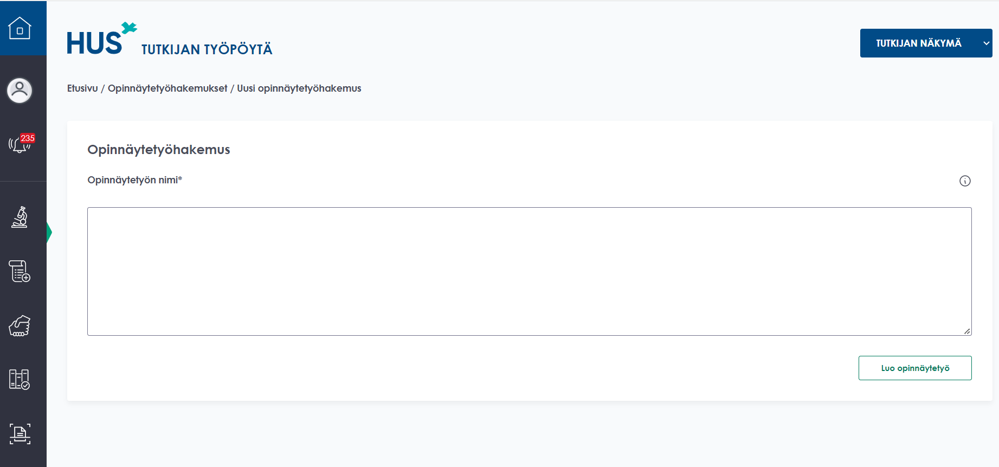 HUS TUTKIJAN TYÖPÖYTÄ
TUTKIJAN NÄKYMÄ
Etusivu / Opinnäytetyöhakemukset / Uusi opinnäytetyöhakemus
235
Opinnäytetyöhakemus
Opinnäytetyön nimi*
Luo opinnäytetyö